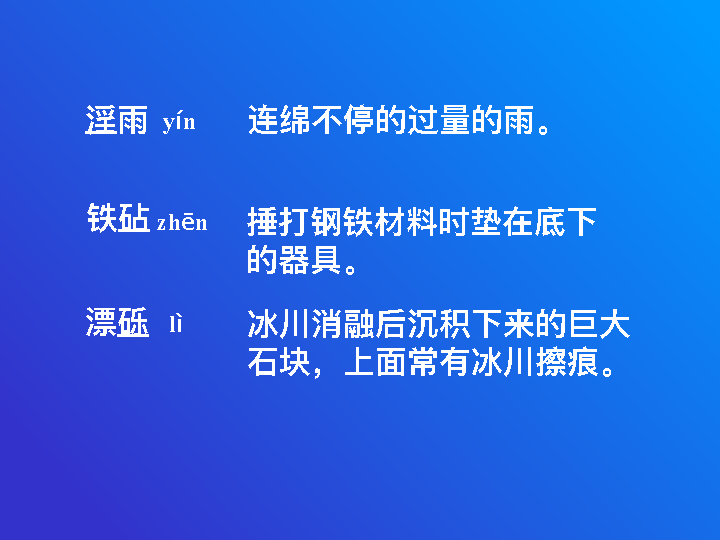 淫雨 yín 连绵不停的过量的雨。
铁砧 zhēn 捶打钢铁材料时垫在底下
的器具。
漂砾 lì 冰川消融后沉积下来的巨大
石块，上面常有冰川擦痕。